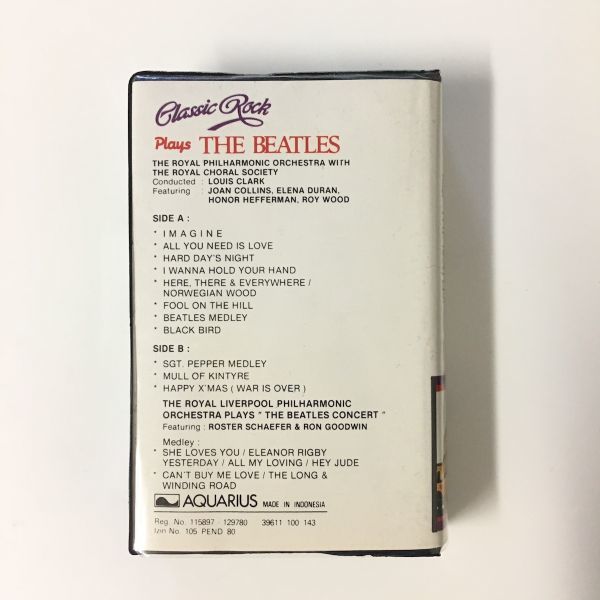 Classic Rock
Plays THE BEATLES
THE ROYAL PHILHARMONIC ORCHESTRA WITH
THE ROYAL CHORAL SOCIETY
Conducted : LOUIS CLARK
Featuring : JOAN COLLINS, ELENA DURAN,
HONOR HEFFERMAN, ROY WOOD
SIDE A :
* IMAGINE
* ALL YOU NEED IS LOVE
* HARD DAY'S NIGHT
* I WANNA HOLD YOUR HAND
* HERE, THERE & EVERYWHERE /
NORWEGIAN WOOD
* FOOL ON THE HILL
* BEATLES MEDLEY
* BLACK BIRD
SIDE B :
* SGT. PEPPER MEDLEY
* MULL OF KINTYRE
* HAPPY X'MAS ( WAR IS OVER )
THE ROYAL LIVERPOOL PHILHARMONIC
ORCHESTRA PLAYS " THE BEATLES CONCERT "
Featuring : ROSTER SCHAEFER & RON GOODWIN
Medley :
* SHE LOVES YOU / ELEANOR RIGBY
YESTERDAY / ALL MY LOVING / HEY JUDE
* CAN'T BUY ME LOVE / THE LONG &
WINDING ROAD
AQUARIUS MADE IN INDONESIA
Reg. No. 115897 - 129780 39611 100 143
No. 105 PEND 80